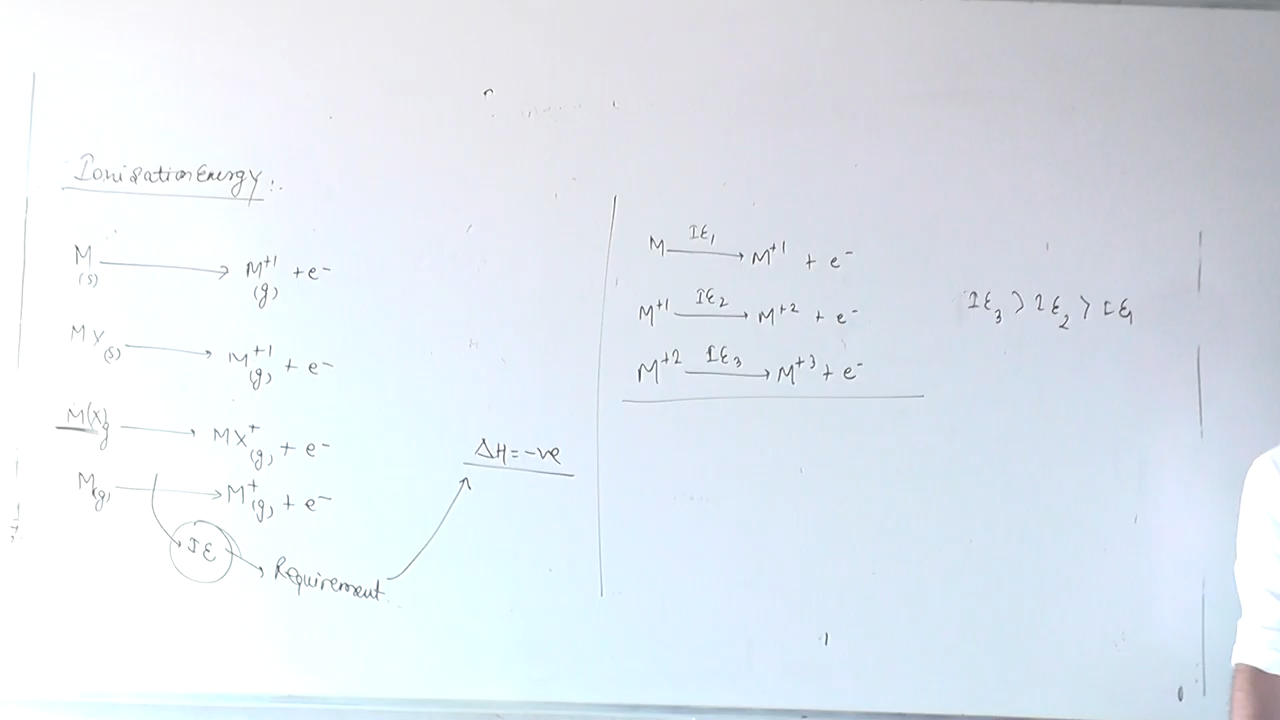 Ionisation Energy:-
M(s) → M+1(g) + e-
MX(s) → M+1(g) + e-
M(X)g → MX+(g) + e-
M(g) → M+(g) + e-
IE → Requirement
ΔH = -ve
M IE1→ M+1 + e-
M+1 IE2→ M+2 + e-
M+2 IE3→ M+3 + e-
IE3 > IE2 > IE1